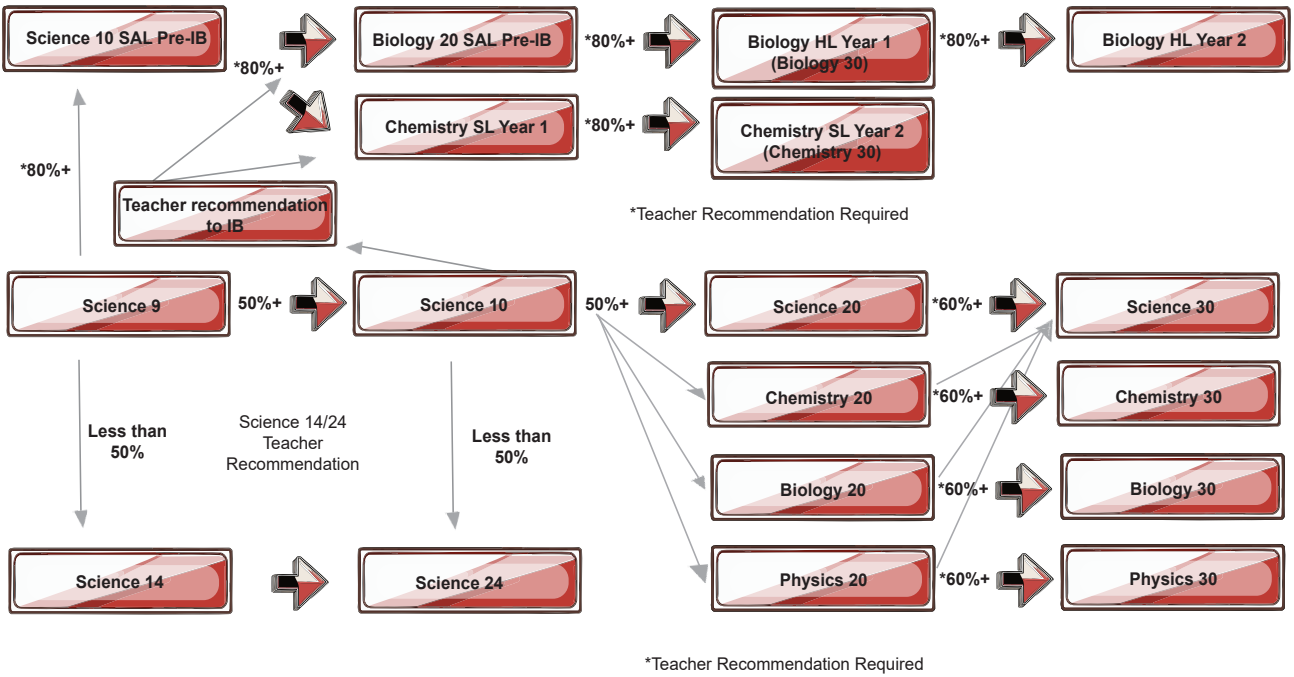 Science 10 SAL Pre-IB
*80%+
Biology 20 SAL Pre-IB
*80%+
Biology HL Year 1
(Biology 30)
*80%+
Biology HL Year 2
Chemistry SL Year 1
*80%+
Chemistry SL Year 2
(Chemistry 30)
*80%+
Teacher recommendation
to IB
*Teacher Recommendation Required
Science 9
50%+
Science 10
50%+
Science 20
*60%+
Science 30
Chemistry 20
*60%+
Chemistry 30
Less than
50%
Science 14/24
Teacher
Recommendation
Less than
50%
Biology 20
*60%+
Biology 30
Science 14
Science 24
Physics 20
*60%+
Physics 30
*Teacher Recommendation Required